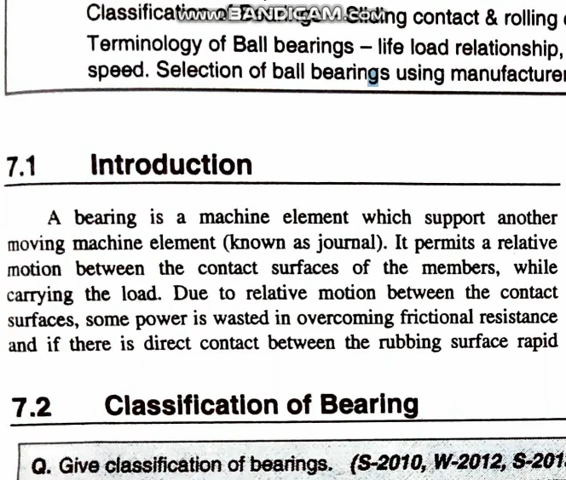 Classification of Bearings – Sliding contact & rolling
www.BANDICAM.com
Terminology of Ball bearings – life load relationship,
speed. Selection of ball bearings using manufacturer
7.1 Introduction
A bearing is a machine element which support another
moving machine element (known as journal). It permits a relative
motion between the contact surfaces of the members, while
carrying the load. Due to relative motion between the contact
surfaces, some power is wasted in overcoming frictional resistance
and if there is direct contact between the rubbing surface rapid
7.2 Classification of Bearing
Q. Give classification of bearings. (S-2010, W-2012, S-201